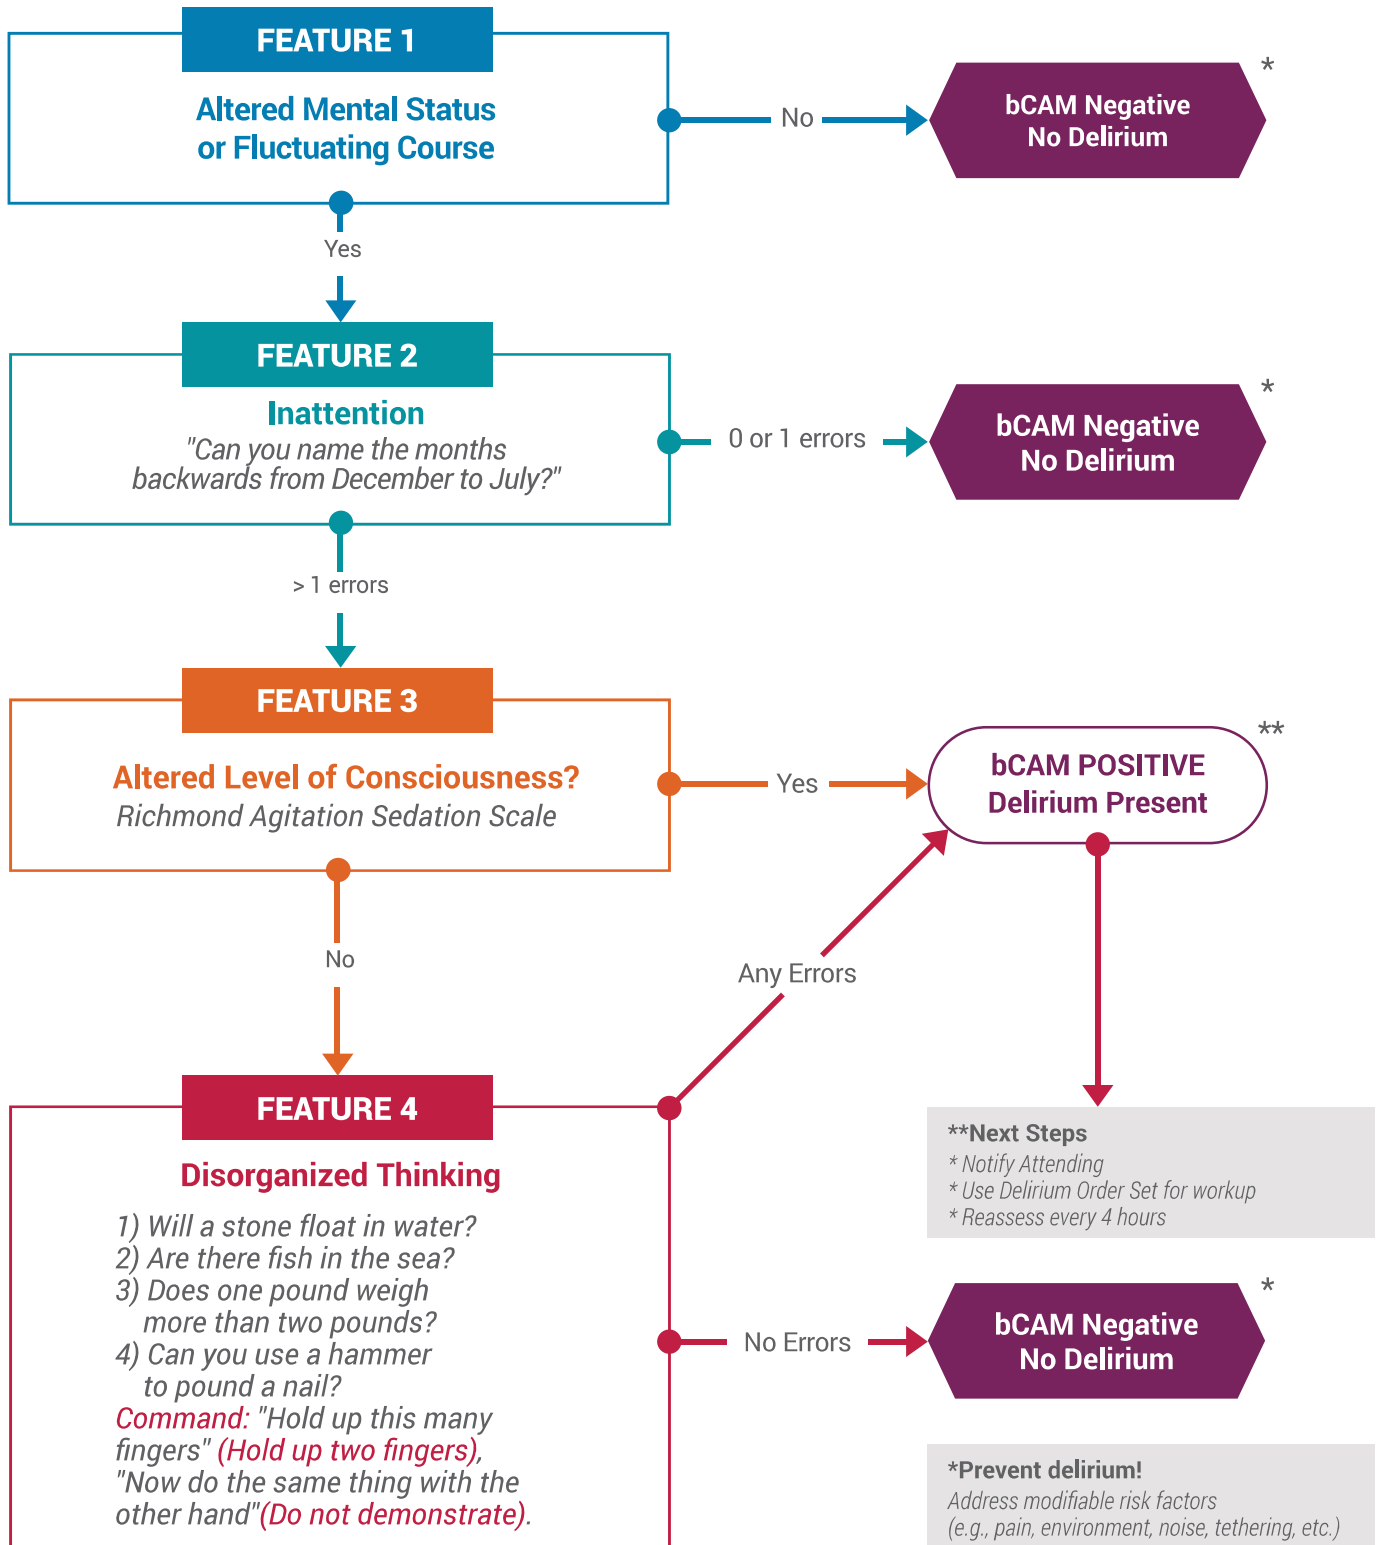 FEATURE 1
Altered Mental Status
or Fluctuating Course
No
bCAM Negative
No Delirium
*
Yes
FEATURE 2
Inattention
"Can you name the months
backwards from December to July?"
0 or 1 errors
bCAM Negative
No Delirium
*
> 1 errors
FEATURE 3
Altered Level of Consciousness?
Richmond Agitation Sedation Scale
Yes
bCAM POSITIVE
Delirium Present
**
No
Any Errors
FEATURE 4
Disorganized Thinking
1) Will a stone float in water?
2) Are there fish in the sea?
3) Does one pound weigh
more than two pounds?
4) Can you use a hammer
to pound a nail?
Command: "Hold up this many
fingers" (Hold up two fingers),
"Now do the same thing with the
other hand"(Do not demonstrate).
**Next Steps
* Notify Attending
* Use Delirium Order Set for workup
* Reassess every 4 hours
No Errors
bCAM Negative
No Delirium
*
*Prevent delirium!
Address modifiable risk factors
(e.g., pain, environment, noise, tethering, etc.)